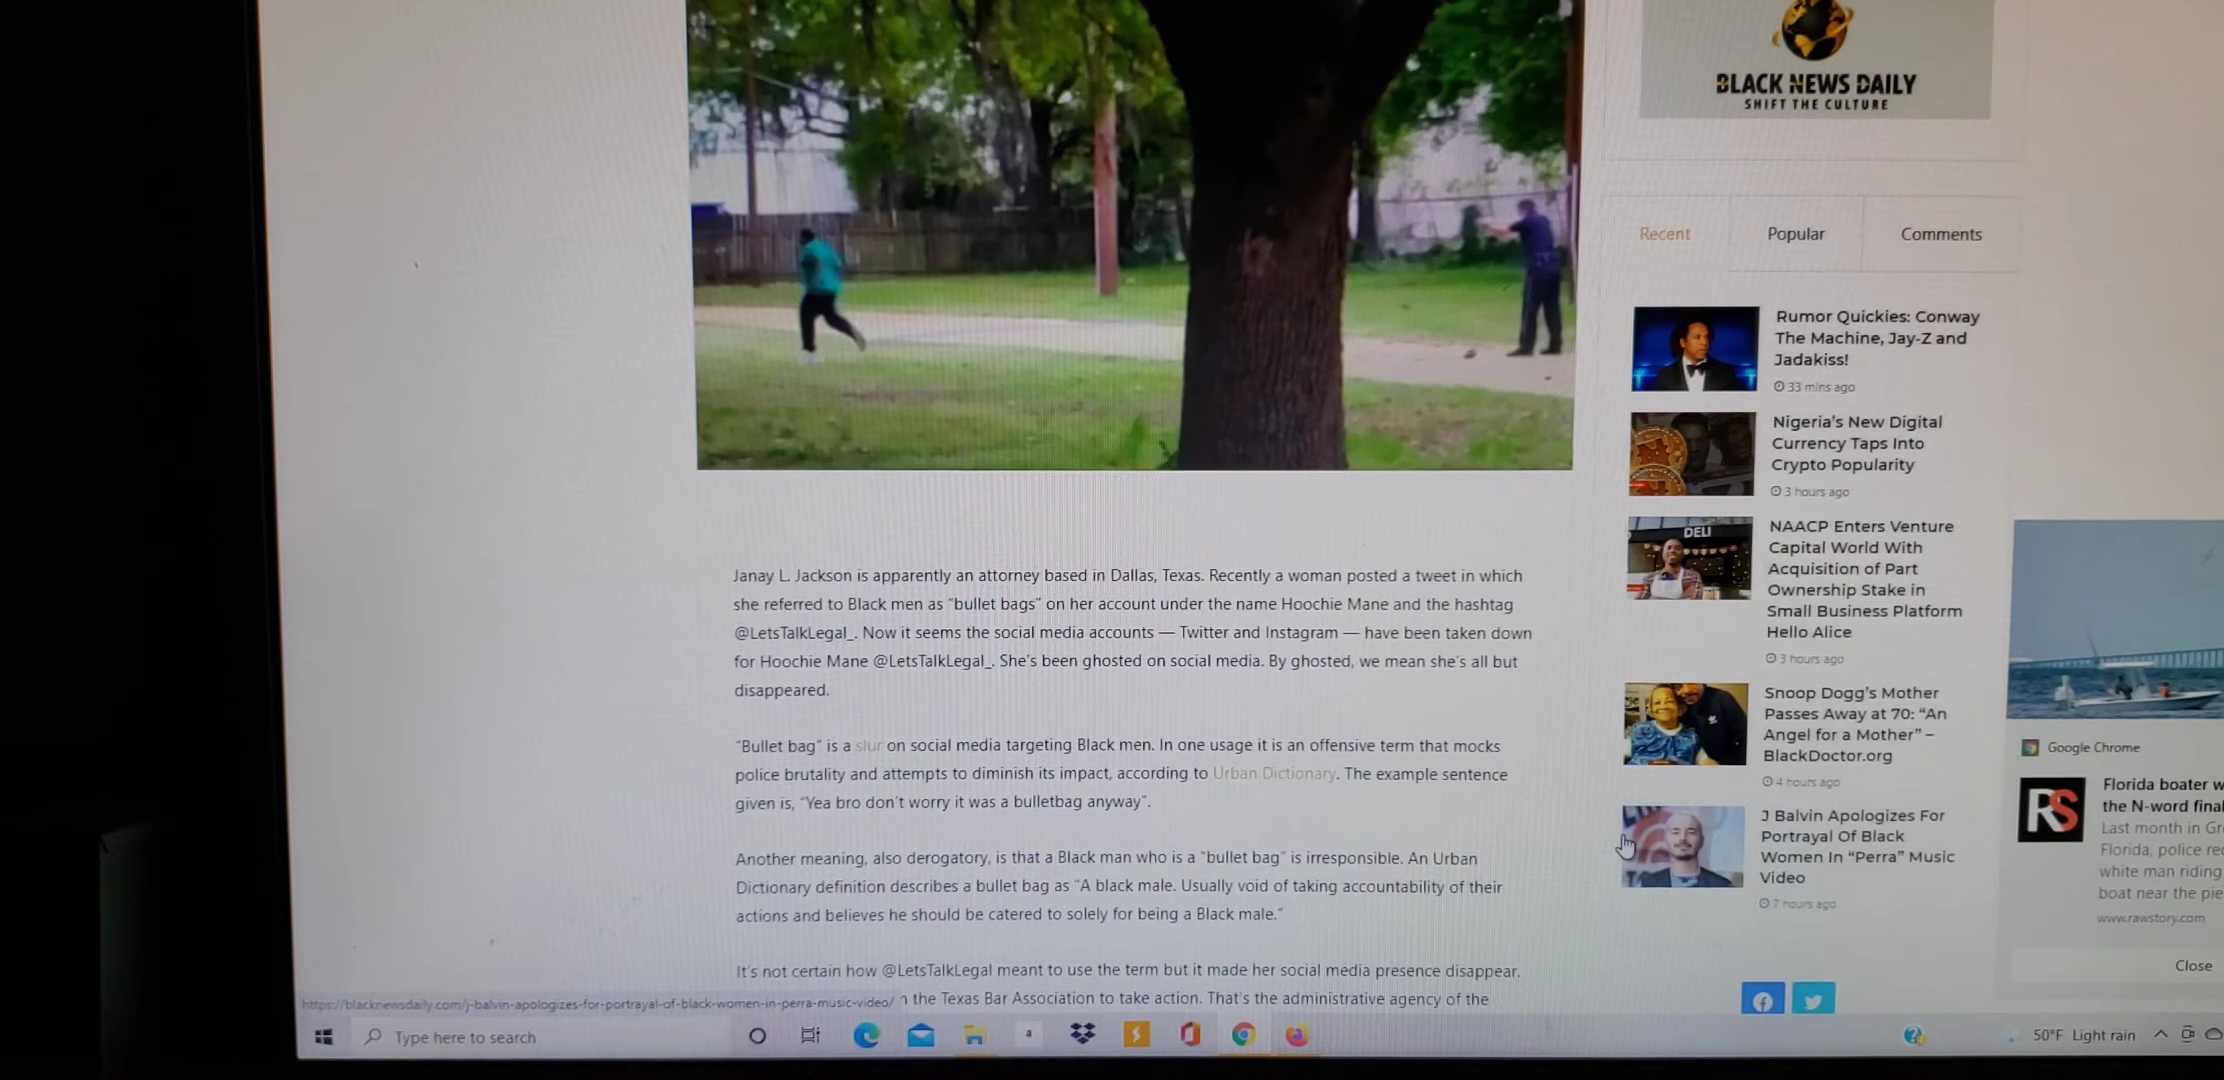 BLACK NEWS DAILY
SHIFT THE CULTURE
Recent
Popular
Comments
Rumor Quickies: Conway
The Machine, Jay-Z and
Jadakiss!
33 mins ago
Nigeria's New Digital
Currency Taps Into
Crypto Popularity
3 hours ago
DELI
NAACP Enters Venture
Capital World With
Acquisition of Part
Ownership Stake in
Small Business Platform
Hello Alice
3 hours ago
Snoop Dogg's Mother
Passes Away at 70: "An
Angel for a Mother" –
BlackDoctor.org
4 hours ago
J Balvin Apologizes For
Portrayal Of Black
Women In "Perra" Music
Video
7 hours ago
Janay L. Jackson is apparently an attorney based in Dallas, Texas. Recently a woman posted a tweet in which
she referred to Black men as "bullet bags" on her account under the name Hoochie Mane and the hashtag
@LetsTalkLegal_. Now it seems the social media accounts — Twitter and Instagram — have been taken down
for Hoochie Mane @LetsTalkLegal_. She's been ghosted on social media. By ghosted, we mean she's all but
disappeared.
"Bullet bag" is a slur on social media targeting Black men. In one usage it is an offensive term that mocks
police brutality and attempts to diminish its impact, according to Urban Dictionary. The example sentence
given is, "Yea bro don't worry it was a bulletbag anyway".
Another meaning, also derogatory, is that a Black man who is a "bullet bag" is irresponsible. An Urban
Dictionary definition describes a bullet bag as "A black male. Usually void of taking accountability of their
actions and believes he should be catered to solely for being a Black male."
It's not certain how @LetsTalkLegal meant to use the term but it made her social media presence disappear.
the Texas Bar Association to take action. That's the administrative agency of the
https://blacknewsdaily.com/j-balvin-apologizes-for-portrayal-of-black-women-in-perra-music-video/
Google Chrome
RS
Florida boater w
the N-word fina
Last month in Gr
Florida, police re
white man riding
boat near the pie
www.rawstory.com
Close
Type here to search
a
50°F Light rain